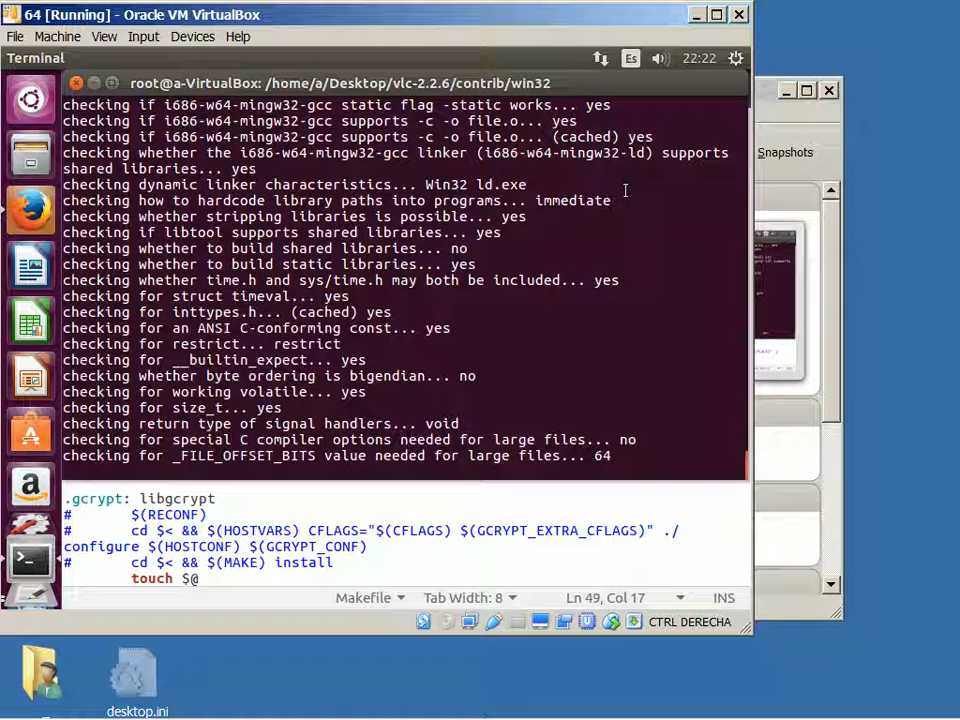 64 [Running] - Oracle VM VirtualBox
File Machine View Input Devices Help
Terminal
Es
22:22
root@a-VirtualBox: /home/a/Desktop/vlc-2.2.6/contrib/win32
checking if i686-w64-mingw32-gcc static flag -static works... yes
checking if i686-w64-mingw32-gcc supports -c -o file.o... yes
checking if i686-w64-mingw32-gcc supports -c -o file.o... (cached) yes
checking whether the i686-w64-mingw32-gcc linker (i686-w64-mingw32-ld) supports
shared libraries... yes
checking dynamic linker characteristics... Win32 ld.exe
checking how to hardcode library paths into programs... immediate
checking whether stripping libraries is possible... yes
checking if libtool supports shared libraries... yes
checking whether to build shared libraries... no
checking whether to build static libraries... yes
checking whether time.h and sys/time.h may both be included... yes
checking for struct timeval... yes
checking for inttypes.h... (cached) yes
checking for an ANSI C-conforming const... yes
checking for restrict... restrict
checking for __builtin_expect... yes
checking whether byte ordering is bigendian... no
checking for working volatile... yes
checking for size_t... yes
checking return type of signal handlers... void
checking for special C compiler options needed for large files... no
checking for _FILE_OFFSET_BITS value needed for large files... 64
Snapshots
.gcrypt: libgcrypt
# $(RECONF)
# cd $< && $(HOSTVARS) CFLAGS="$(CFLAGS) $(GCRYPT_EXTRA_CFLAGS)" ./
configure $(HOSTCONF) $(GCRYPT_CONF)
# cd $< && $(MAKE) install
touch $@
Makefile Tab Width: 8 Ln 49, Col 17 INS
CTRL DERECHA
desktop.ini